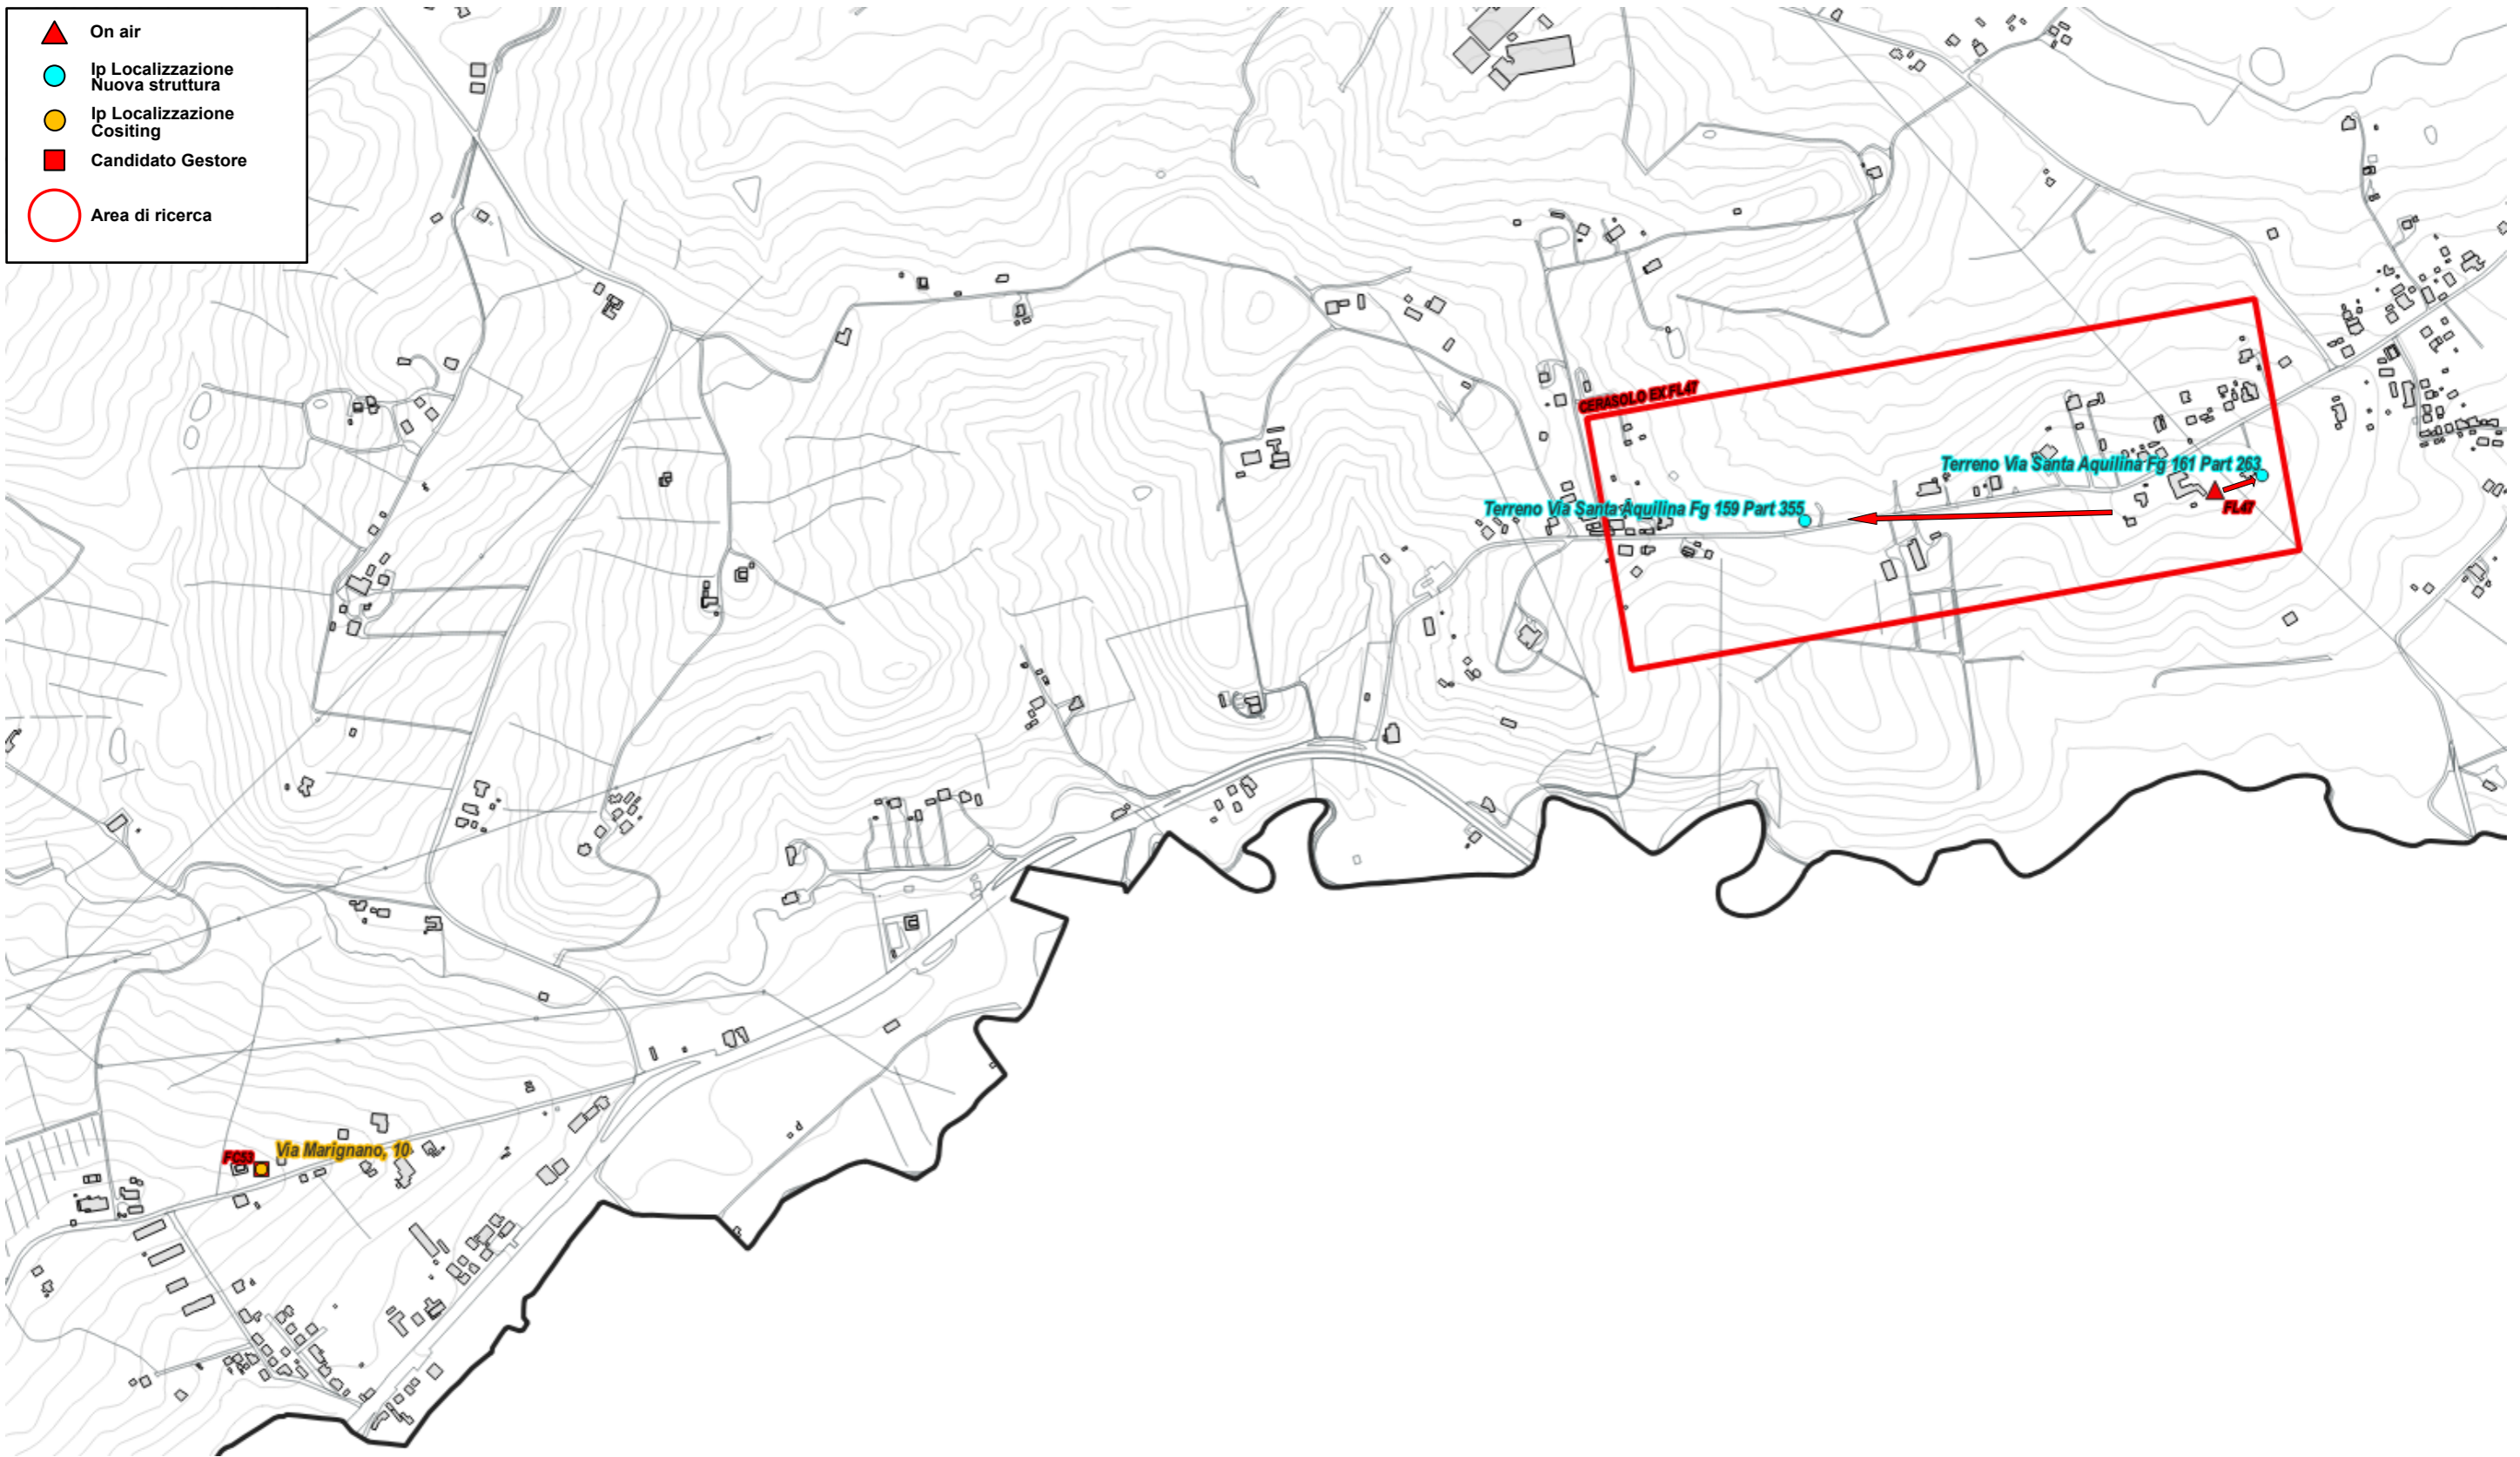 On air
Ip Localizzazione
Nuova struttura
Ip Localizzazione
Cositing
Candidato Gestore
Area di ricerca
CERASOLO EX FL47
Terreno Via Santa Aquilina Fg 161 Part 263
Terreno Via Santa Aquilina Fg 159 Part 355
FL47
Via Marignano, 10
FC53